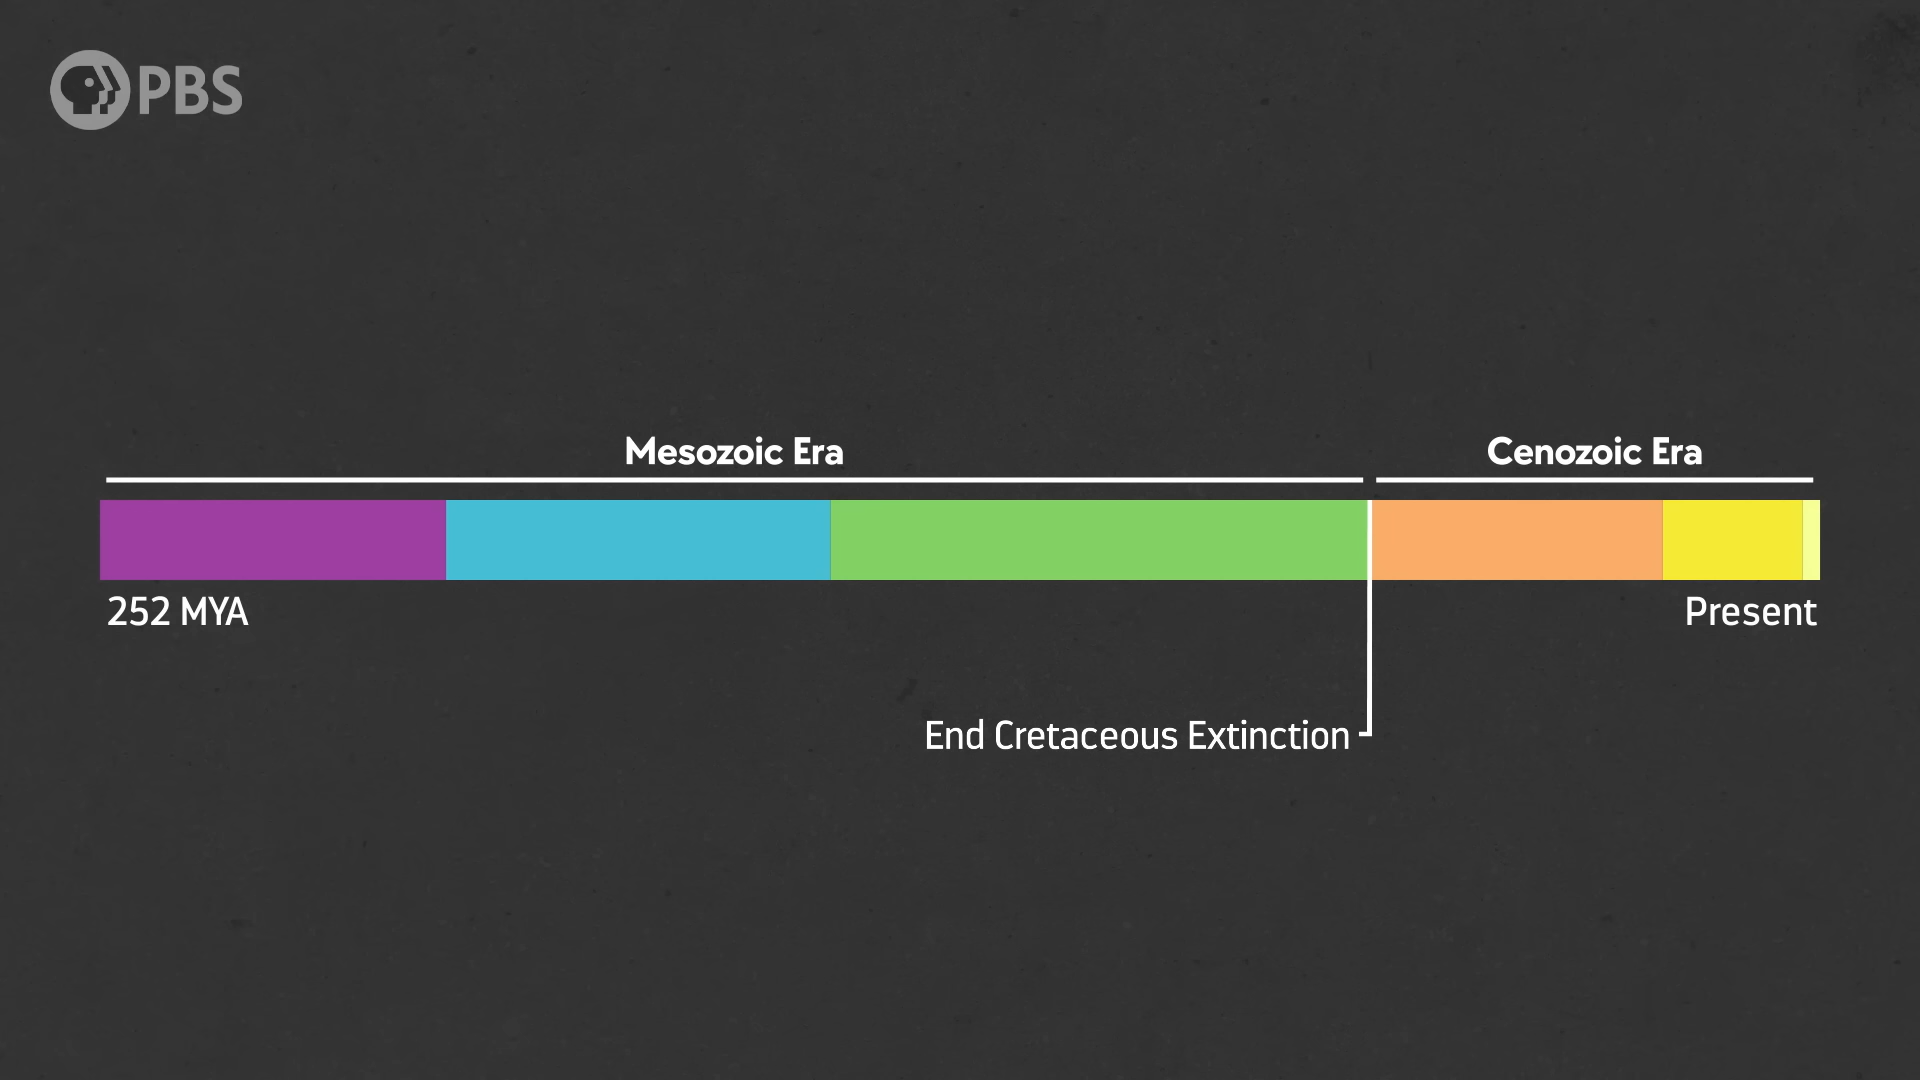 PBS
Mesozoic Era
Cenozoic Era
252 MYA
Present
End Cretaceous Extinction